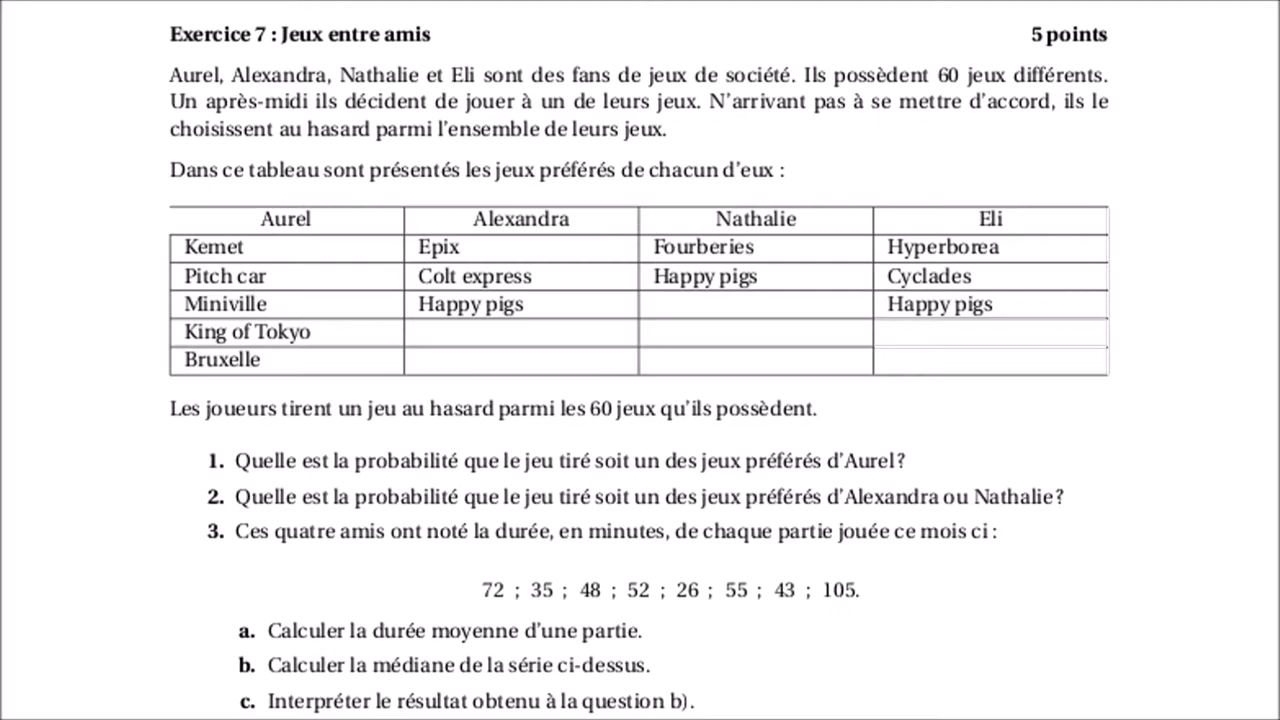 Exercice 7 : Jeux entre amis 5 points
Aurel, Alexandra, Nathalie et Eli sont des fans de jeux de société. Ils possèdent 60 jeux différents.
Un après-midi ils décident de jouer à un de leurs jeux. N'arrivant pas à se mettre d'accord, ils le
choisissent au hasard parmi l'ensemble de leurs jeux.
Dans ce tableau sont présentés les jeux préférés de chacun d'eux :
Aurel Alexandra Nathalie Eli
Kemet Epix Fourberies Hyperborea
Pitch car Colt express Happy pigs Cyclades
Miniville Happy pigs Happy pigs
King of Tokyo
Bruxelle
Les joueurs tirent un jeu au hasard parmi les 60 jeux qu'ils possèdent.
1. Quelle est la probabilité que le jeu tiré soit un des jeux préférés d'Aurel?
2. Quelle est la probabilité que le jeu tiré soit un des jeux préférés d'Alexandra ou Nathalie?
3. Ces quatre amis ont noté la durée, en minutes, de chaque partie jouée ce mois ci :
72 ; 35 ; 48 ; 52 ; 26 ; 55 ; 43 ; 105.
a. Calculer la durée moyenne d'une partie.
b. Calculer la médiane de la série ci-dessus.
c. Interpréter le résultat obtenu à la question b).